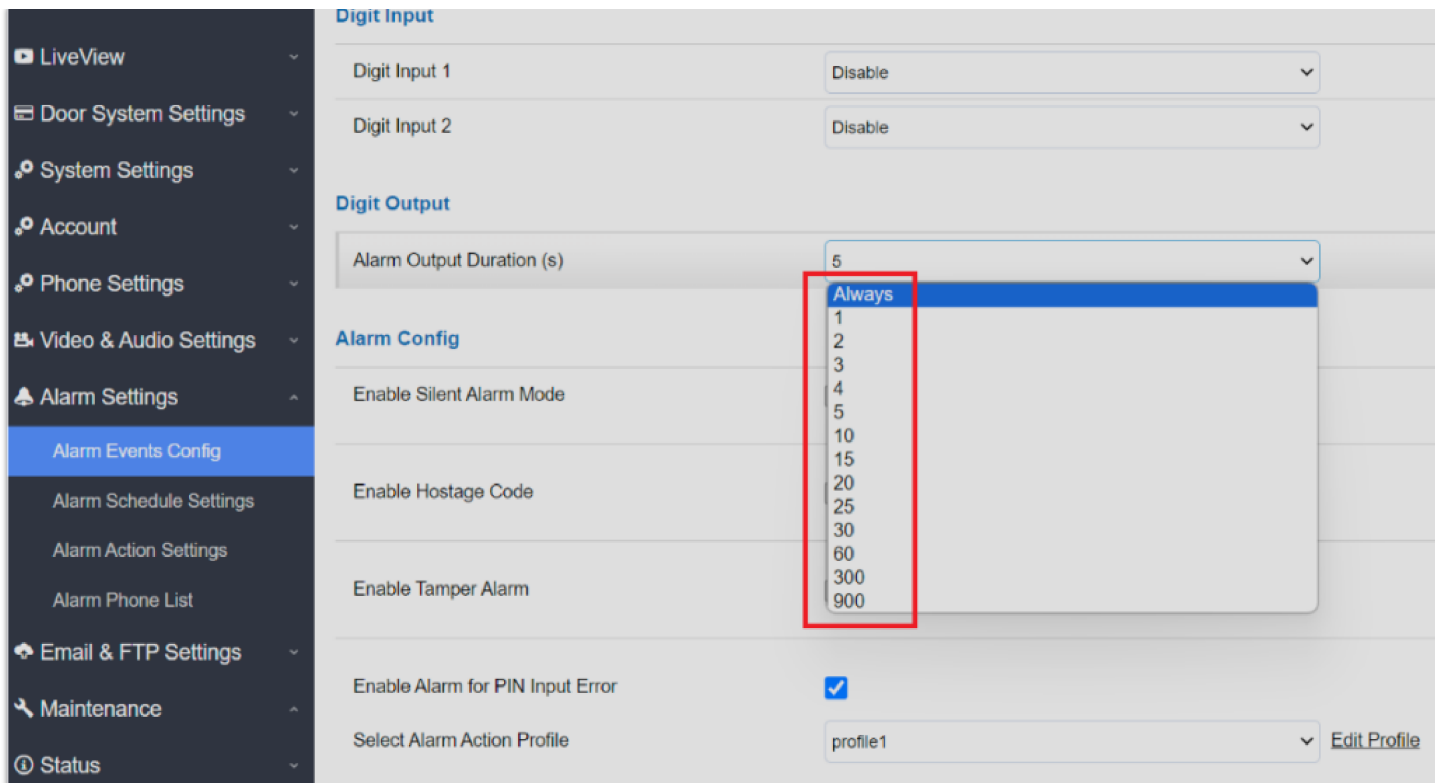 LiveView
Door System Settings
System Settings
Account
Phone Settings
Video & Audio Settings
Alarm Settings
Alarm Events Config
Alarm Schedule Settings
Alarm Action Settings
Alarm Phone List
Email & FTP Settings
Maintenance
Status
Digit Input
Digit Input 1 Disable
Digit Input 2 Disable
Digit Output
Alarm Output Duration (s) 5
Always
1
2
3
4
5
10
15
20
25
30
60
300
900
Alarm Config
Enable Silent Alarm Mode
Enable Hostage Code
Enable Tamper Alarm
Enable Alarm for PIN Input Error
Select Alarm Action Profile profile1 Edit Profile